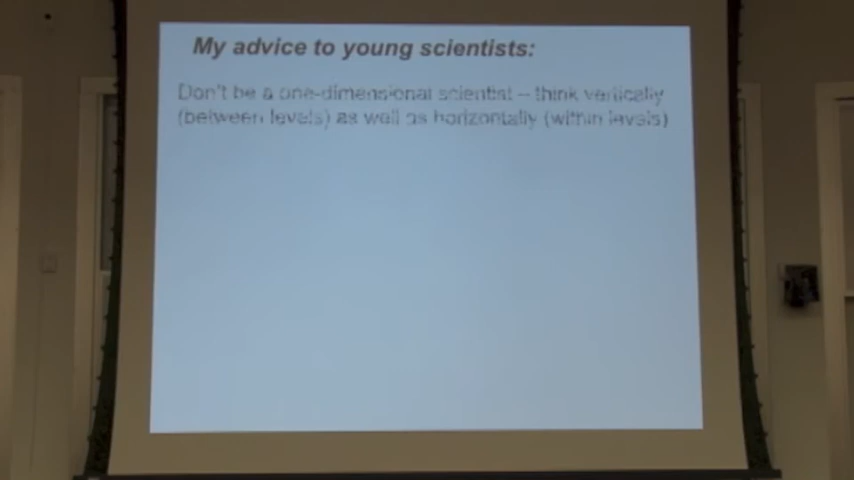 My advice to young scientists:
Don't be a one-dimensional scientist – think vertically
(between levels) as well as horizontally (within levels)